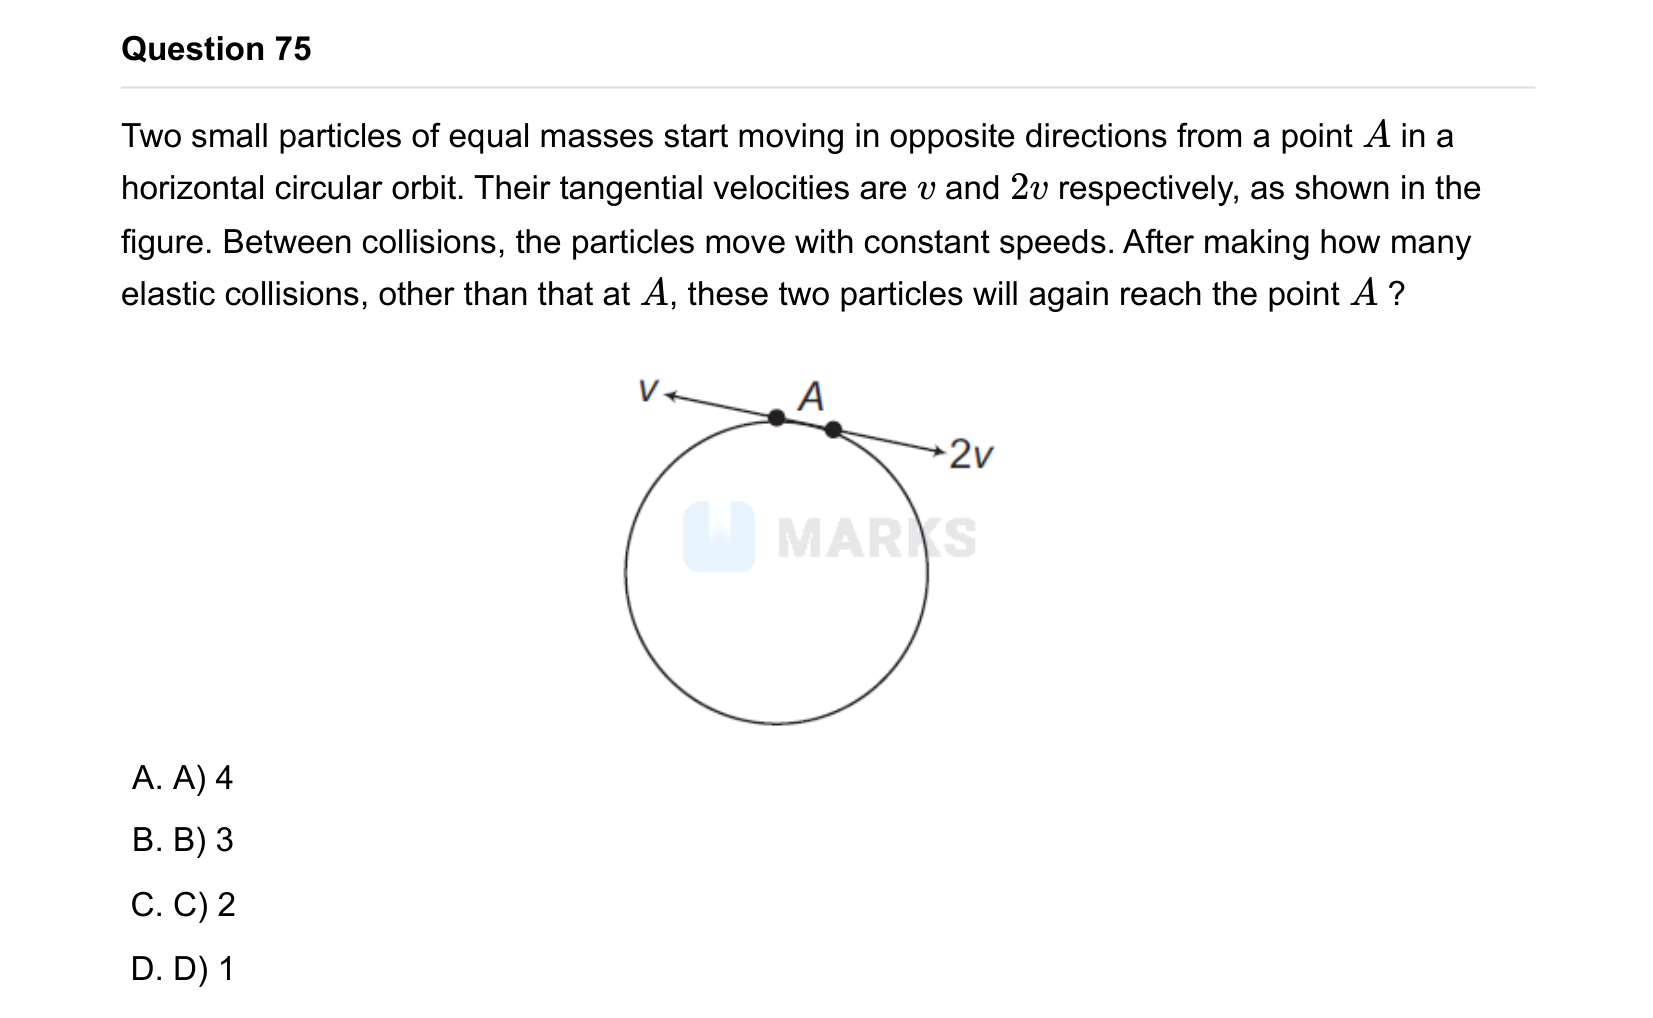 Question 75
Two small particles of equal masses start moving in opposite directions from a point A in a
horizontal circular orbit. Their tangential velocities are v and 2v respectively, as shown in the
figure. Between collisions, the particles move with constant speeds. After making how many
elastic collisions, other than that at A, these two particles will again reach the point A ?
v A
2v
MARKS
A. A) 4
B. B) 3
C. C) 2
D. D) 1